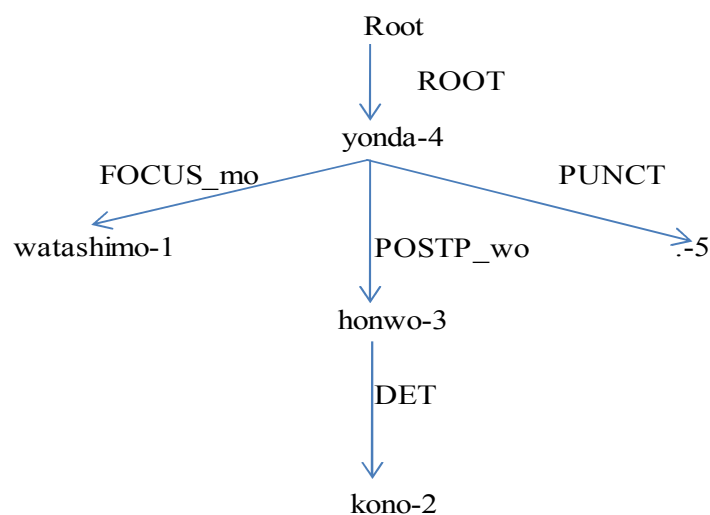 Root
ROOT
yonda-4
FOCUS_mo
PUNCT
watashimo-1
POSTP_wo
.-5
honwo-3
DET
kono-2